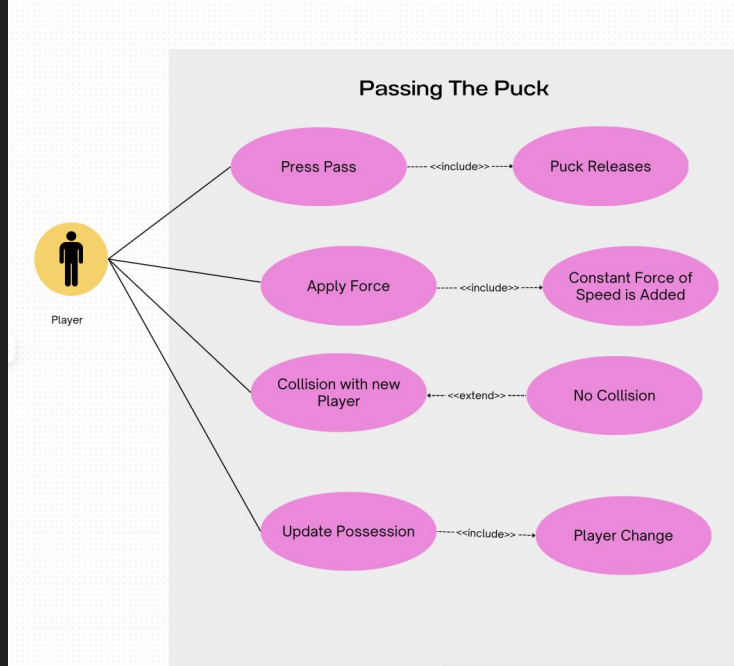 Passing The Puck
Press Pass
<<include>>
Puck Releases
Apply Force
<<include>>
Constant Force of
Speed is Added
Player
Collision with new
Player
<<extend>>
No Collision
Update Possession
<<include>>
Player Change